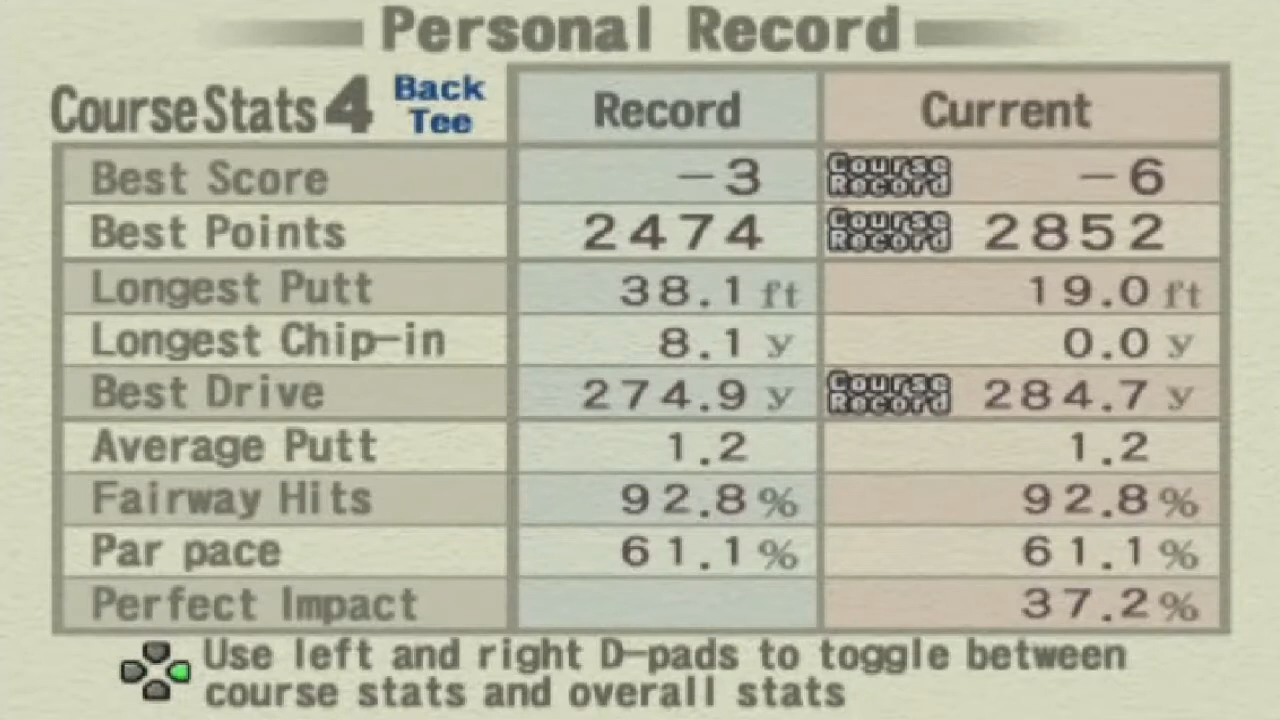 Personal Record
Course Stats 4 Back Tee Record Current
Best Score -3 Course Record -6
Best Points 2474 Course Record 2852
Longest Putt 38.1 ft 19.0 ft
Longest Chip-in 8.1 y 0.0 y
Best Drive 274.9 y Course Record 284.7 y
Average Putt 1.2 1.2
Fairway Hits 92.8% 92.8%
Par pace 61.1% 61.1%
Perfect Impact 37.2%
Use left and right D-pads to toggle between
course stats and overall stats